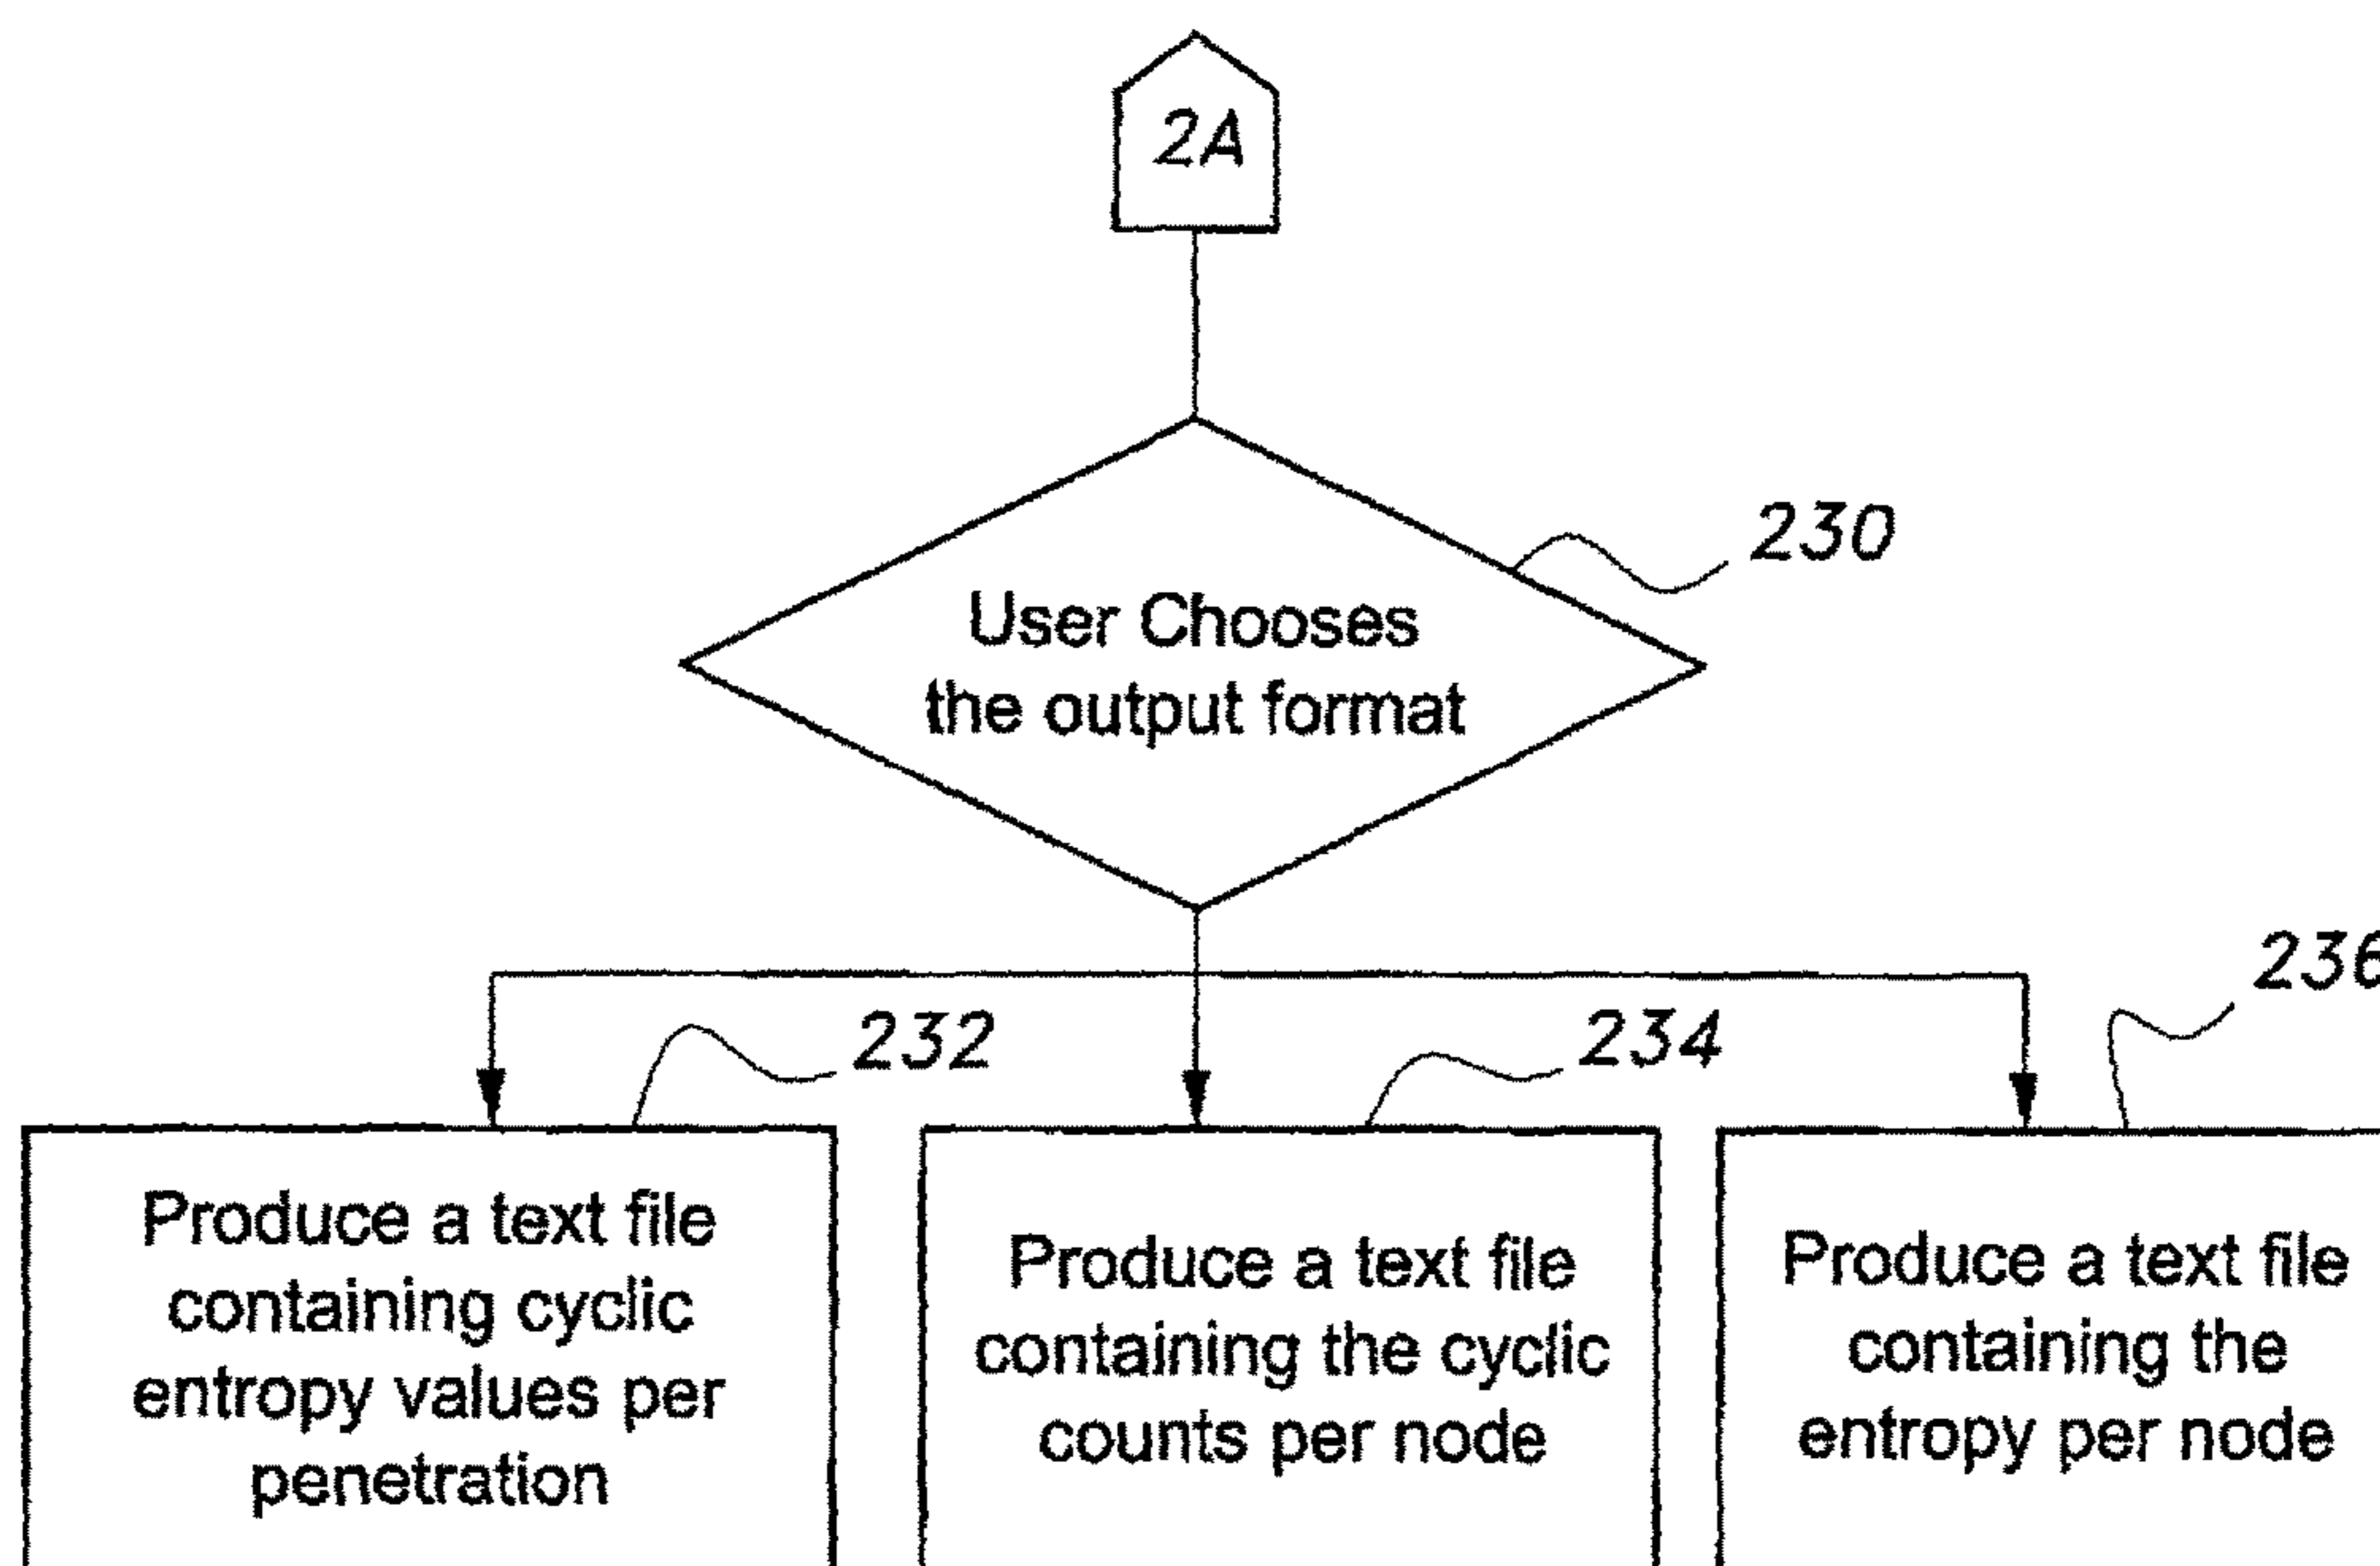 2A
230
User Chooses
the output format
232
234
236
Produce a text file
containing cyclic
entropy values per
penetration
Produce a text file
containing the cyclic
counts per node
Produce a text file
containing the
entropy per node